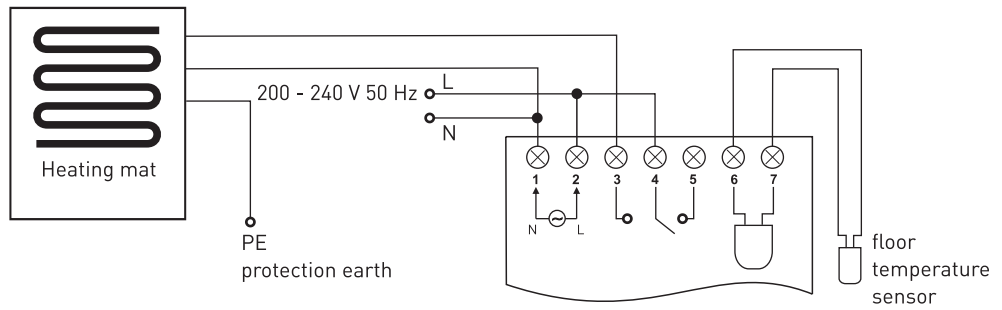 L
200 - 240 V 50 Hz
N
Heating mat
1 2 3 4 5 6 7
N L
PE
protection earth
floor
temperature
sensor